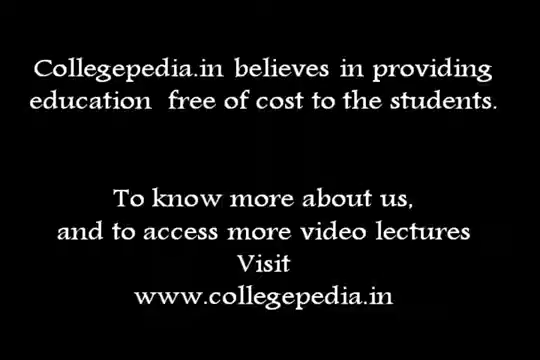 Collegepedia.in believes in providing
education free of cost to the students.
To know more about us,
and to access more video lectures
Visit
www.collegepedia.in